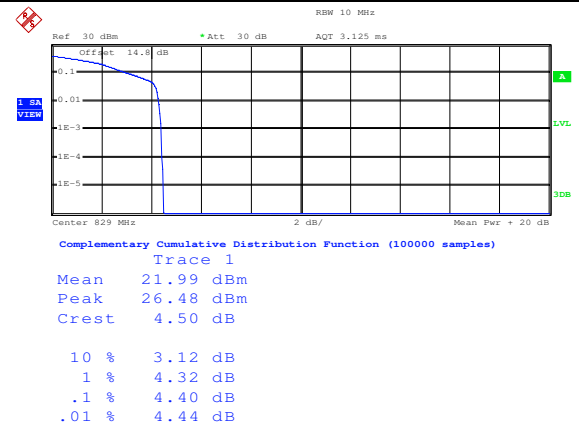 R S
RBW 10 MHz
Ref 30 dBm *Att 30 dB AQT 3.125 ms
Offset 14.8 dB
0.1
A
0.01
1 SA
VIEW
1E-3
LVL
1E-4
1E-5
3DB
Center 829 MHz 2 dB/ Mean Pwr + 20 dB
Complementary Cumulative Distribution Function (100000 samples)
Trace 1
Mean 21.99 dBm
Peak 26.48 dBm
Crest 4.50 dB
10 % 3.12 dB
1 % 4.32 dB
.1 % 4.40 dB
.01 % 4.44 dB